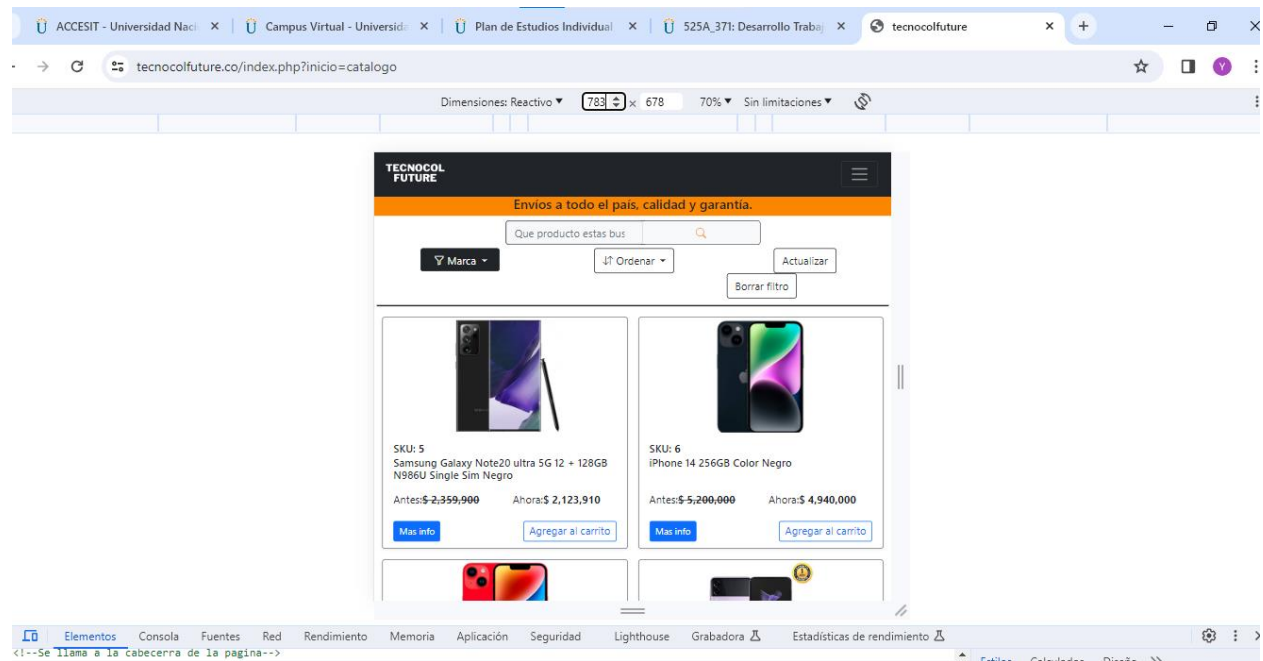 ACCESIT - Universidad Naci
Campus Virtual - Universida
Plan de Estudios Individual
525A_371: Desarrollo Trabaj
tecnocolfuture
tecnocolfuture.co/index.php?inicio=catalogo
Y
Dimensiones: Reactivo
783 × 678
70%
Sin limitaciones
TECNOCOL
FUTURE
Envíos a todo el país, calidad y garantía.
Que producto estas bus
Marca
Ordenar
Actualizar
Borrar filtro
SKU: 5
Samsung Galaxy Note20 ultra 5G 12 + 128GB
N986U Single Sim Negro
Antes:$ 2,359,900 Ahora:$ 2,123,910
Mas info
Agregar al carrito
SKU: 6
iPhone 14 256GB Color Negro
Antes:$ 5,200,000 Ahora:$ 4,940,000
Mas info
Agregar al carrito
Elementos Consola Fuentes Red Rendimiento Memoria Aplicación Seguridad Lighthouse Grabadora Estadísticas de rendimiento
<!--Se llama a la cabecerra de la pagina-->
Estilos Calculados Diseño